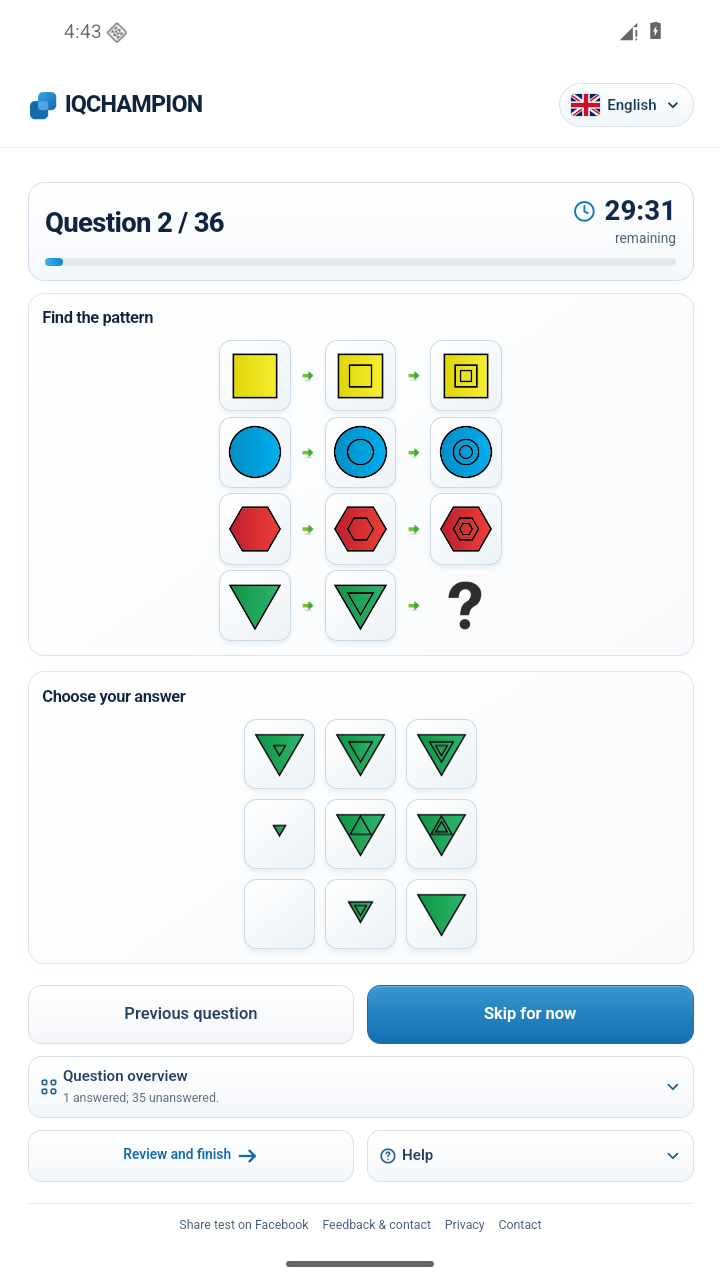 4:43
IQCHAMPION
English
Question 2 / 36
29:31
remaining
Find the pattern
?
Choose your answer
Previous question
Skip for now
Question overview
1 answered; 35 unanswered.
Review and finish
Help
Share test on Facebook
Feedback & contact
Privacy
Contact